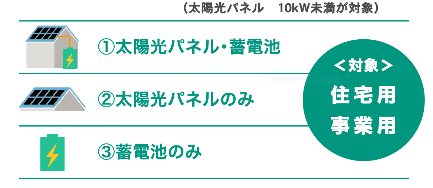 （太陽光パネル　10kW未満が対象）
①太陽光パネル・蓄電池
②太陽光パネルのみ
③蓄電池のみ
＜対象＞
住宅用
事業用